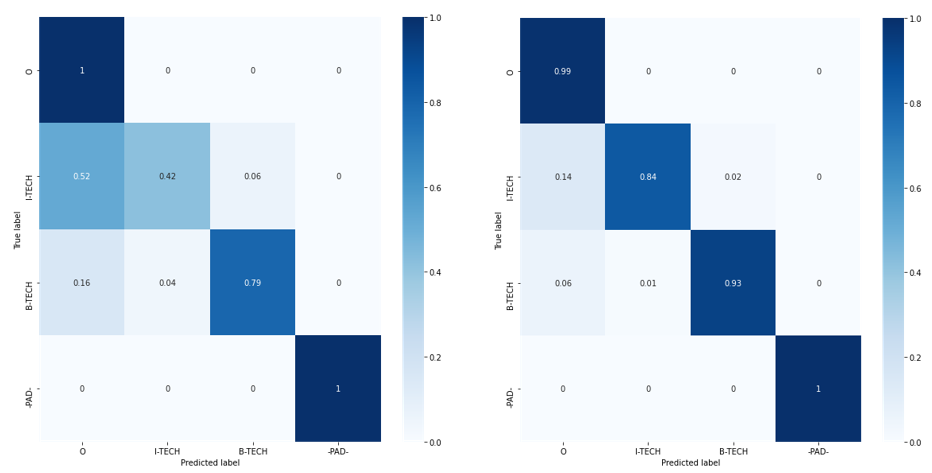 O 1 0 0 0 1.0
0.8
I-TECH 0.52 0.42 0.06 0 0.6
True label
B-TECH 0.16 0.04 0.79 0 0.4
0.2
-PAD- 0 0 0 1
0.0
O I-TECH B-TECH -PAD-
Predicted label
O 0.99 0 0 0 1.0
0.8
I-TECH 0.14 0.84 0.02 0 0.6
True label
B-TECH 0.06 0.01 0.93 0 0.4
0.2
-PAD- 0 0 0 1
0.0
O I-TECH B-TECH -PAD-
Predicted label